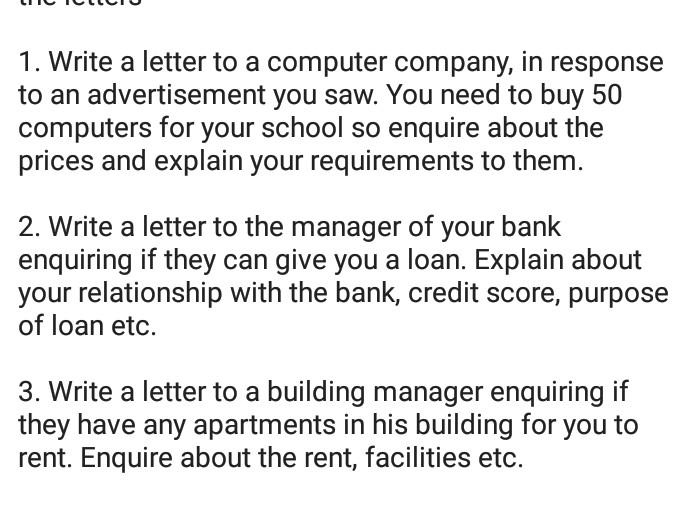 1. Write a letter to a computer company, in response
to an advertisement you saw. You need to buy 50
computers for your school so enquire about the
prices and explain your requirements to them.
2. Write a letter to the manager of your bank
enquiring if they can give you a loan. Explain about
your relationship with the bank, credit score, purpose
of loan etc.
3. Write a letter to a building manager enquiring if
they have any apartments in his building for you to
rent. Enquire about the rent, facilities etc.